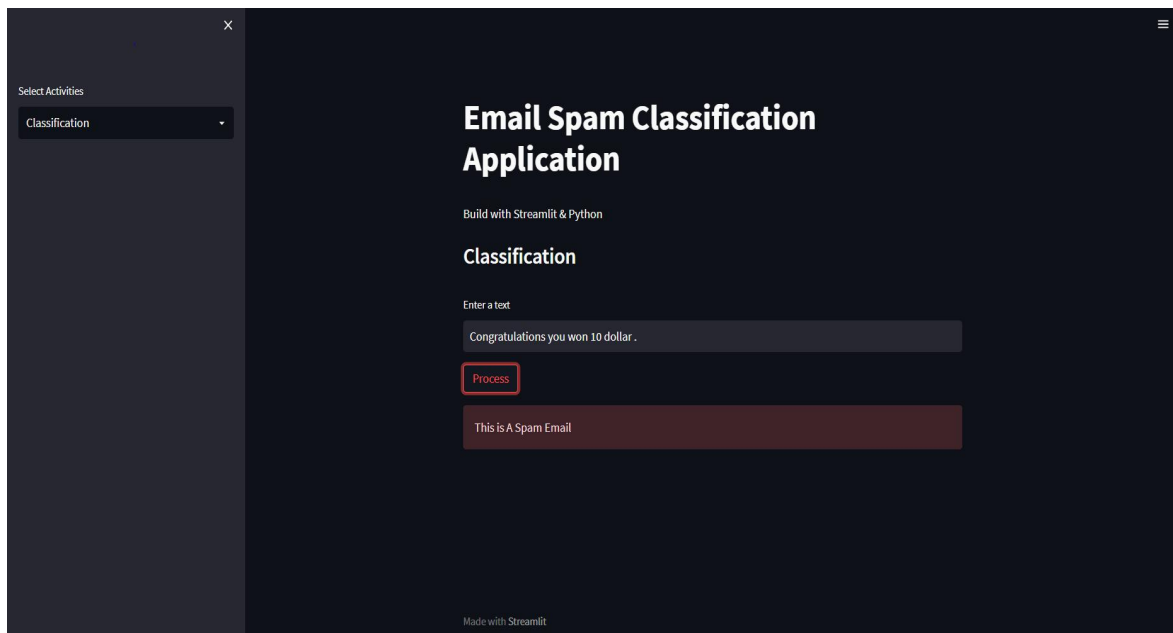 Select Activities
Classification
Email Spam Classification
Application
Build with Streamlit & Python
Classification
Enter a text
Congratulations you won 10 dollar .
Process
This is A Spam Email
Made with Streamlit